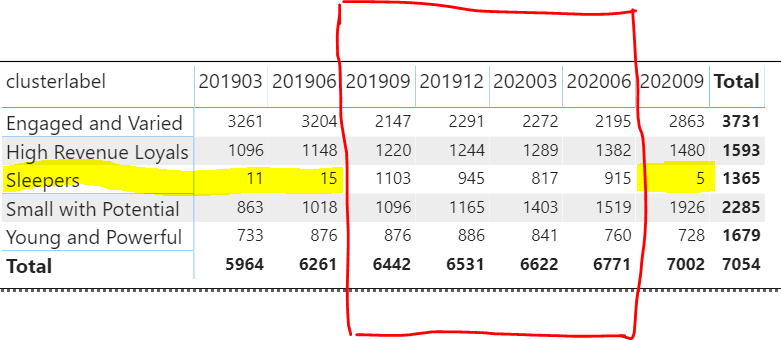 clusterlabel 201903 201906 201909 201912 202003 202006 202009 Total
Engaged and Varied 3261 3204 2147 2291 2272 2195 2863 3731
High Revenue Loyals 1096 1148 1220 1244 1289 1382 1480 1593
Sleepers 11 15 1103 945 817 915 5 1365
Small with Potential 863 1018 1096 1165 1403 1519 1926 2285
Young and Powerful 733 876 876 886 841 760 728 1679
Total 5964 6261 6442 6531 6622 6771 7002 7054